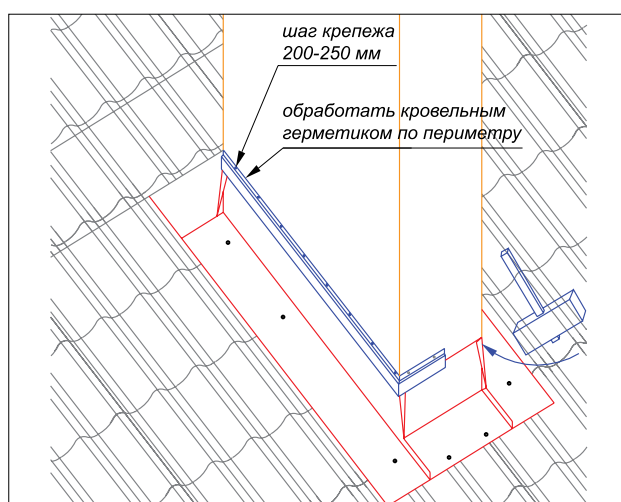 шаг крепежа
200-250 мм
обработать кровельным
герметиком по периметру